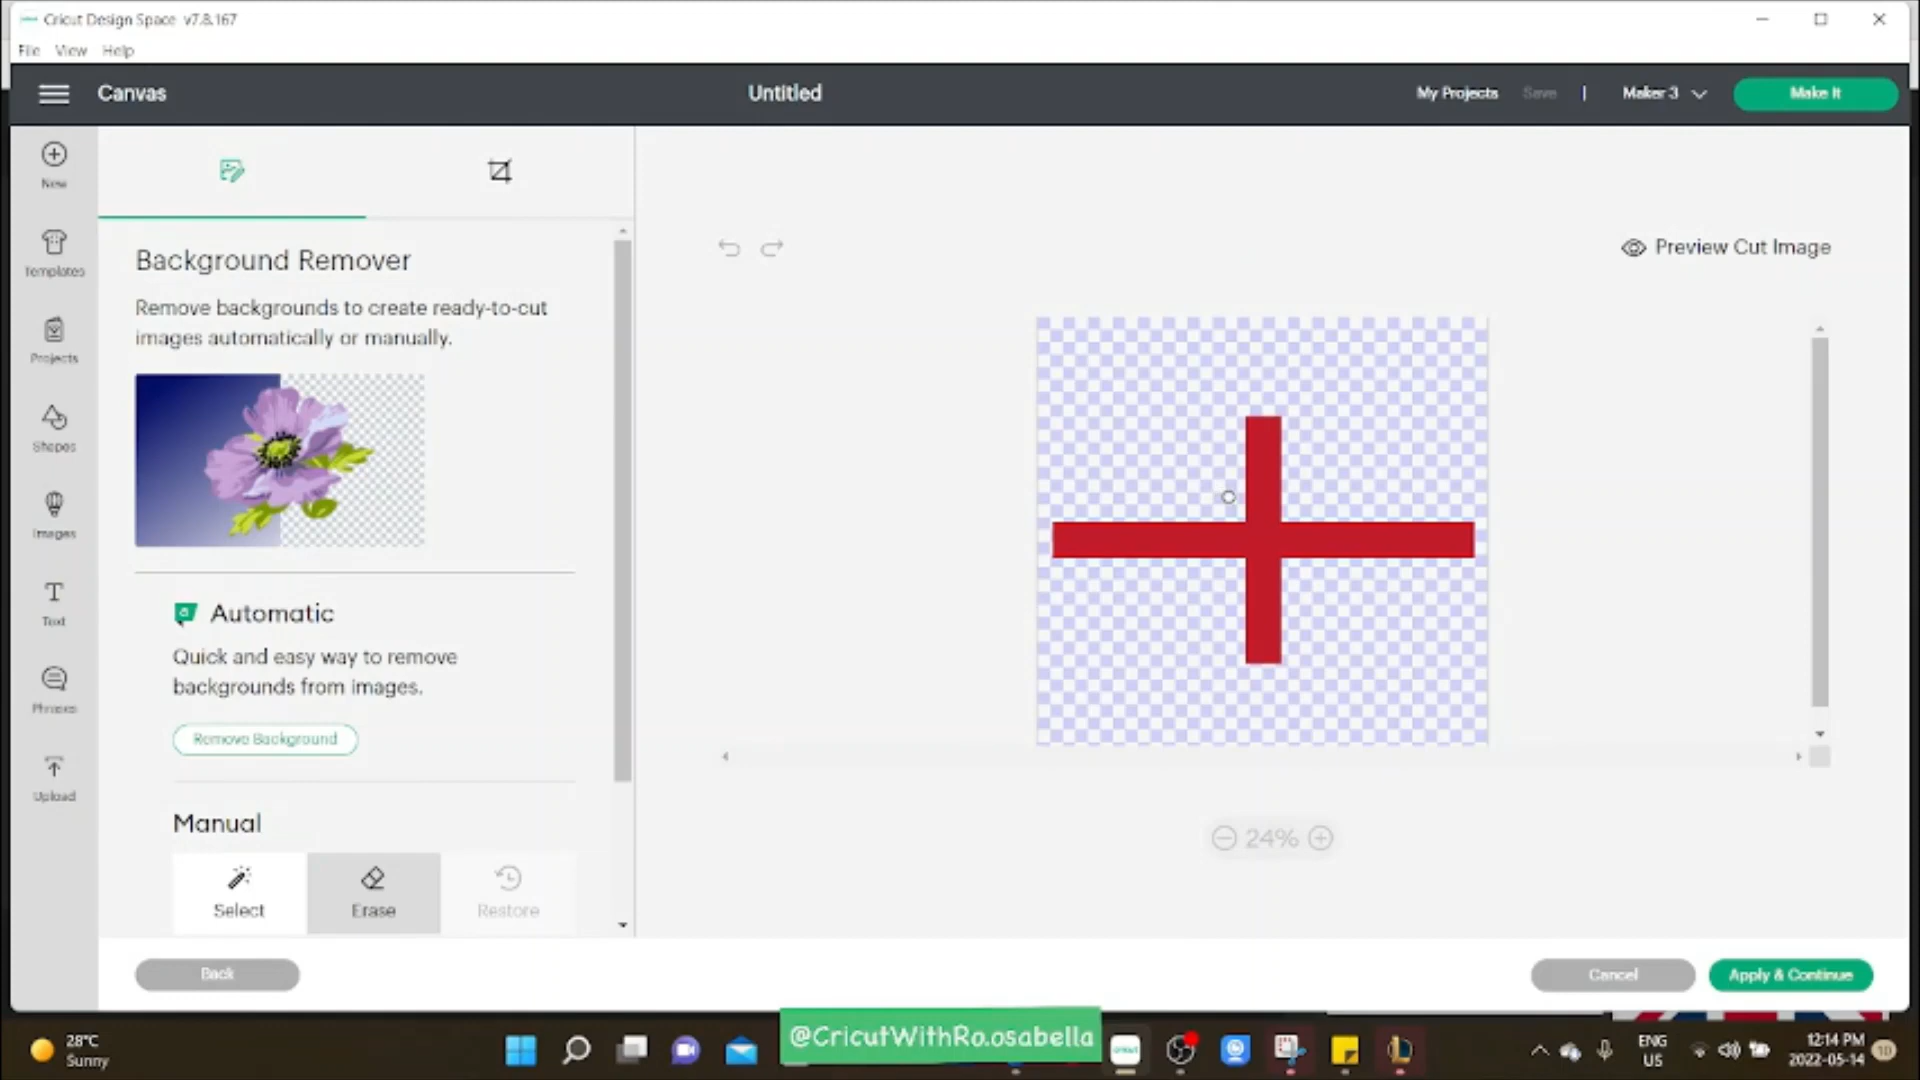 Cricut Design Space v7.8.167
File View Help
Canvas
Untitled
My Projects Save | Maker 3
Make It
New
Templates
Projects
Shapes
Images
Text
Phrases
Upload
Background Remover
Remove backgrounds to create ready-to-cut
images automatically or manually.
Automatic
Quick and easy way to remove
backgrounds from images.
Remove Background
Manual
Select
Erase
Restore
Preview Cut Image
24%
Back
Cancel
Apply & Continue
28°C
Sunny
@CricutWithRo.osabella
ENG
US
12:14 PM
2022-05-14
10